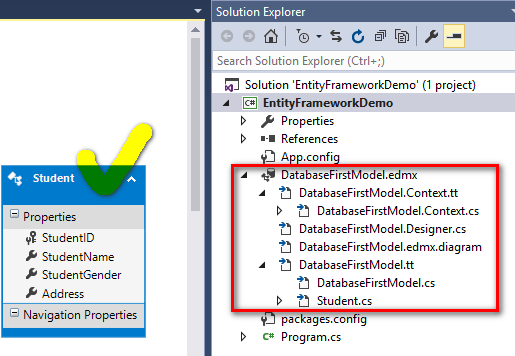 Student
Properties
StudentID
StudentName
StudentGender
Address
Navigation Properties
Solution Explorer
Search Solution Explorer (Ctrl+;)
Solution 'EntityFrameworkDemo' (1 project)
EntityFrameworkDemo
Properties
References
App.config
DatabaseFirstModel.edmx
DatabaseFirstModel.Context.tt
DatabaseFirstModel.Context.cs
DatabaseFirstModel.Designer.cs
DatabaseFirstModel.edmx.diagram
DatabaseFirstModel.tt
DatabaseFirstModel.cs
Student.cs
packages.config
Program.cs